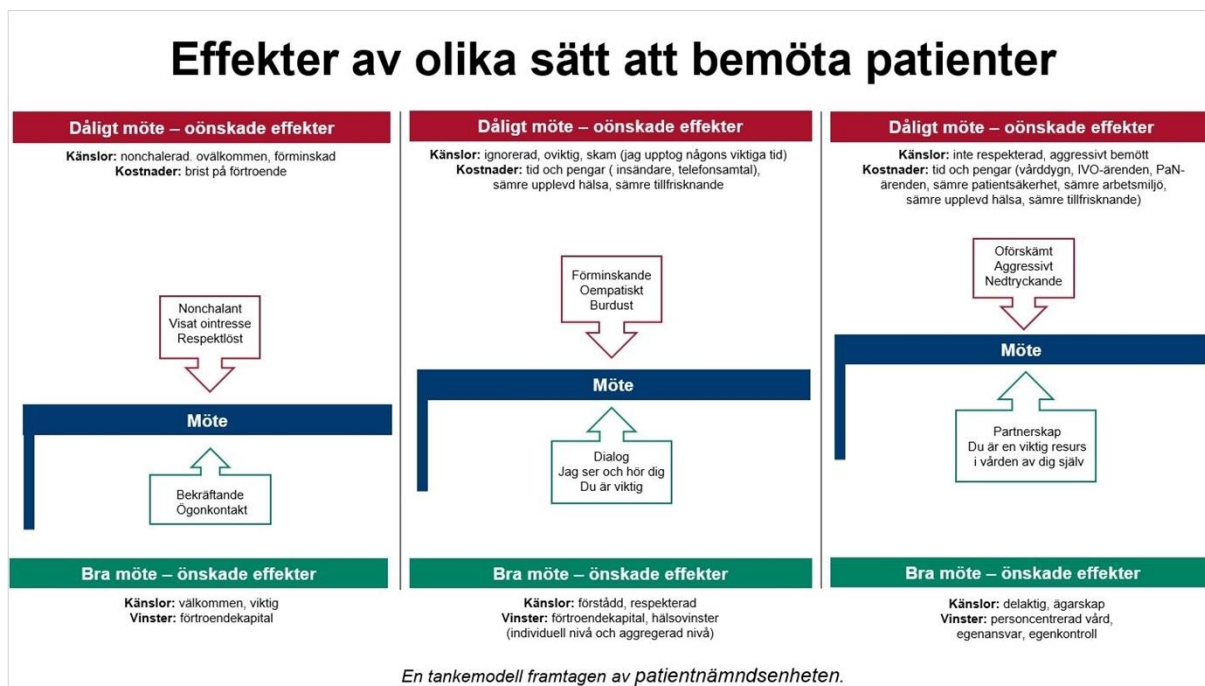 Effekter av olika sätt att bemöta patienter
Dåligt möte – oönskade effekter
Känslor: nonchalerad. ovälkommen, förminskad
Kostnader: brist på förtroende
Nonchalant
Visat ointresse
Respektlöst
Möte
Bekräftande
Ögonkontakt
Bra möte – önskade effekter
Känslor: välkommen, viktig
Vinster: förtroendekapital
Dåligt möte – oönskade effekter
Känslor: ignorerad, oviktig, skam (jag upptog någons viktiga tid)
Kostnader: tid och pengar ( insändare, telefonsamtal),
sämre upplevd hälsa, sämre tillfrisknande
Förminskande
Oempatiskt
Burdust
Möte
Dialog
Jag ser och hör dig
Du är viktig
Bra möte – önskade effekter
Känslor: förstådd, respekterad
Vinster: förtroendekapital, hälsovinster
(individuell nivå och aggregerad nivå)
Dåligt möte – oönskade effekter
Känslor: inte respekterad, aggressivt bemött
Kostnader: tid och pengar (vårddygn, IVO-ärenden, PaN-
ärenden, sämre patientsäkerhet, sämre arbetsmiljö,
sämre upplevd hälsa, sämre tillfrisknande)
Oförskämt
Aggressivt
Nedtryckande
Möte
Partnerskap
Du är en viktig resurs
i vården av dig själv
Bra möte – önskade effekter
Känslor: delaktig, ägarskap
Vinster: personcentrerad vård,
egenansvar, egenkontroll
En tankemodell framtagen av patientnämndsenheten.